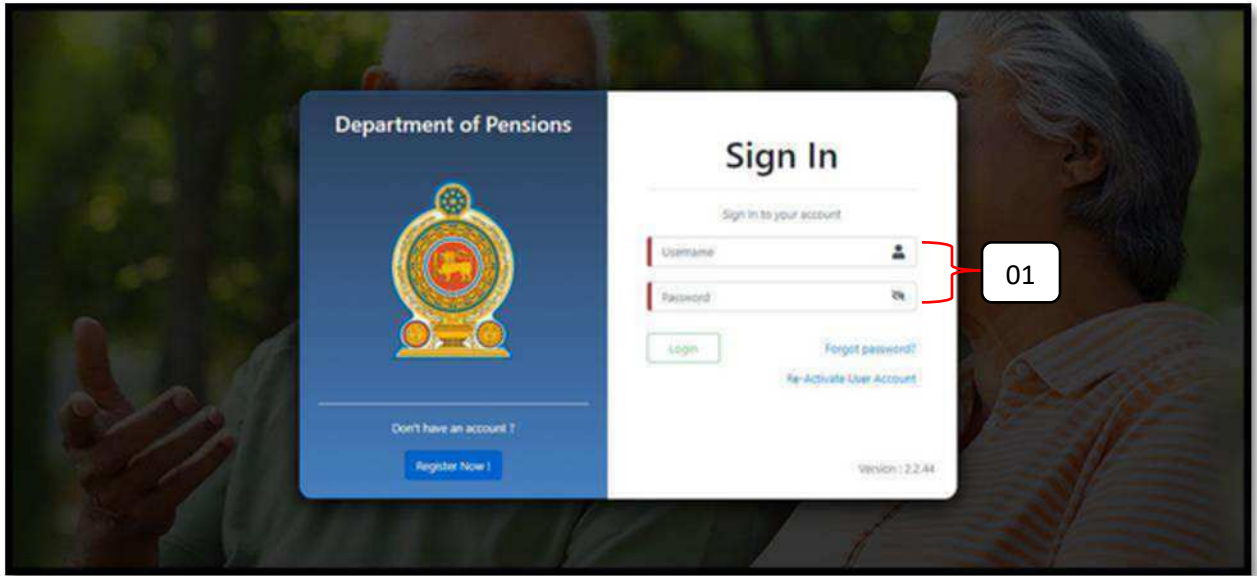 Department of Pensions
Don't have an account ?
Register Now !
Sign In
Sign in to your account
Username
Password
Login
Forgot password?
Re-Activate User Account
Version : 2.2.44
01